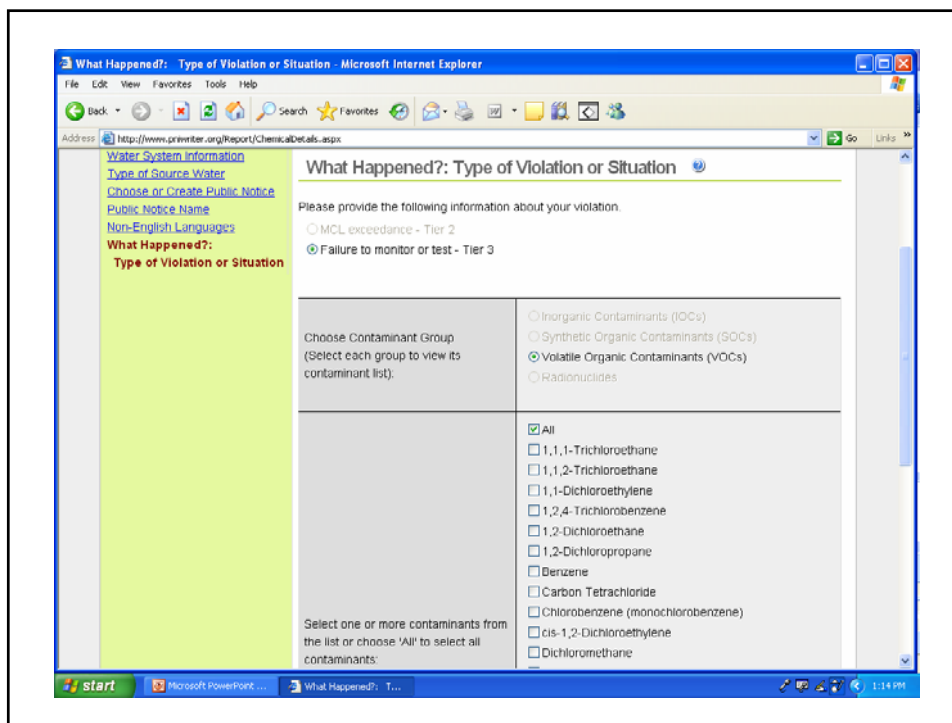 What Happened?: Type of Violation or Situation - Microsoft Internet Explorer
File Edit View Favorites Tools Help
Back Search Favorites
Address http://www.pniwriter.org/Report/ChemicalDetails.aspx Go Links »
Water System Information
Type of Source Water
Choose or Create Public Notice
Public Notice Name
Non-English Languages
What Happened?:
Type of Violation or Situation
What Happened?: Type of Violation or Situation
Please provide the following information about your violation.
MCL exceedance - Tier 2
Failure to monitor or test - Tier 3
Choose Contaminant Group
(Select each group to view its
contaminant list):
Inorganic Contaminants (IOCs)
Synthetic Organic Contaminants (SOCs)
Volatile Organic Contaminants (VOCs)
Radionuclides
Select one or more contaminants from
the list or choose 'All' to select all
contaminants:
All
1,1,1-Trichloroethane
1,1,2-Trichloroethane
1,1-Dichloroethylene
1,2,4-Trichlorobenzene
1,2-Dichloroethane
1,2-Dichloropropane
Benzene
Carbon Tetrachloride
Chlorobenzene (monochlorobenzene)
cis-1,2-Dichloroethylene
Dichloromethane
start Microsoft PowerPoint ... What Happened?: T... 1:14 PM